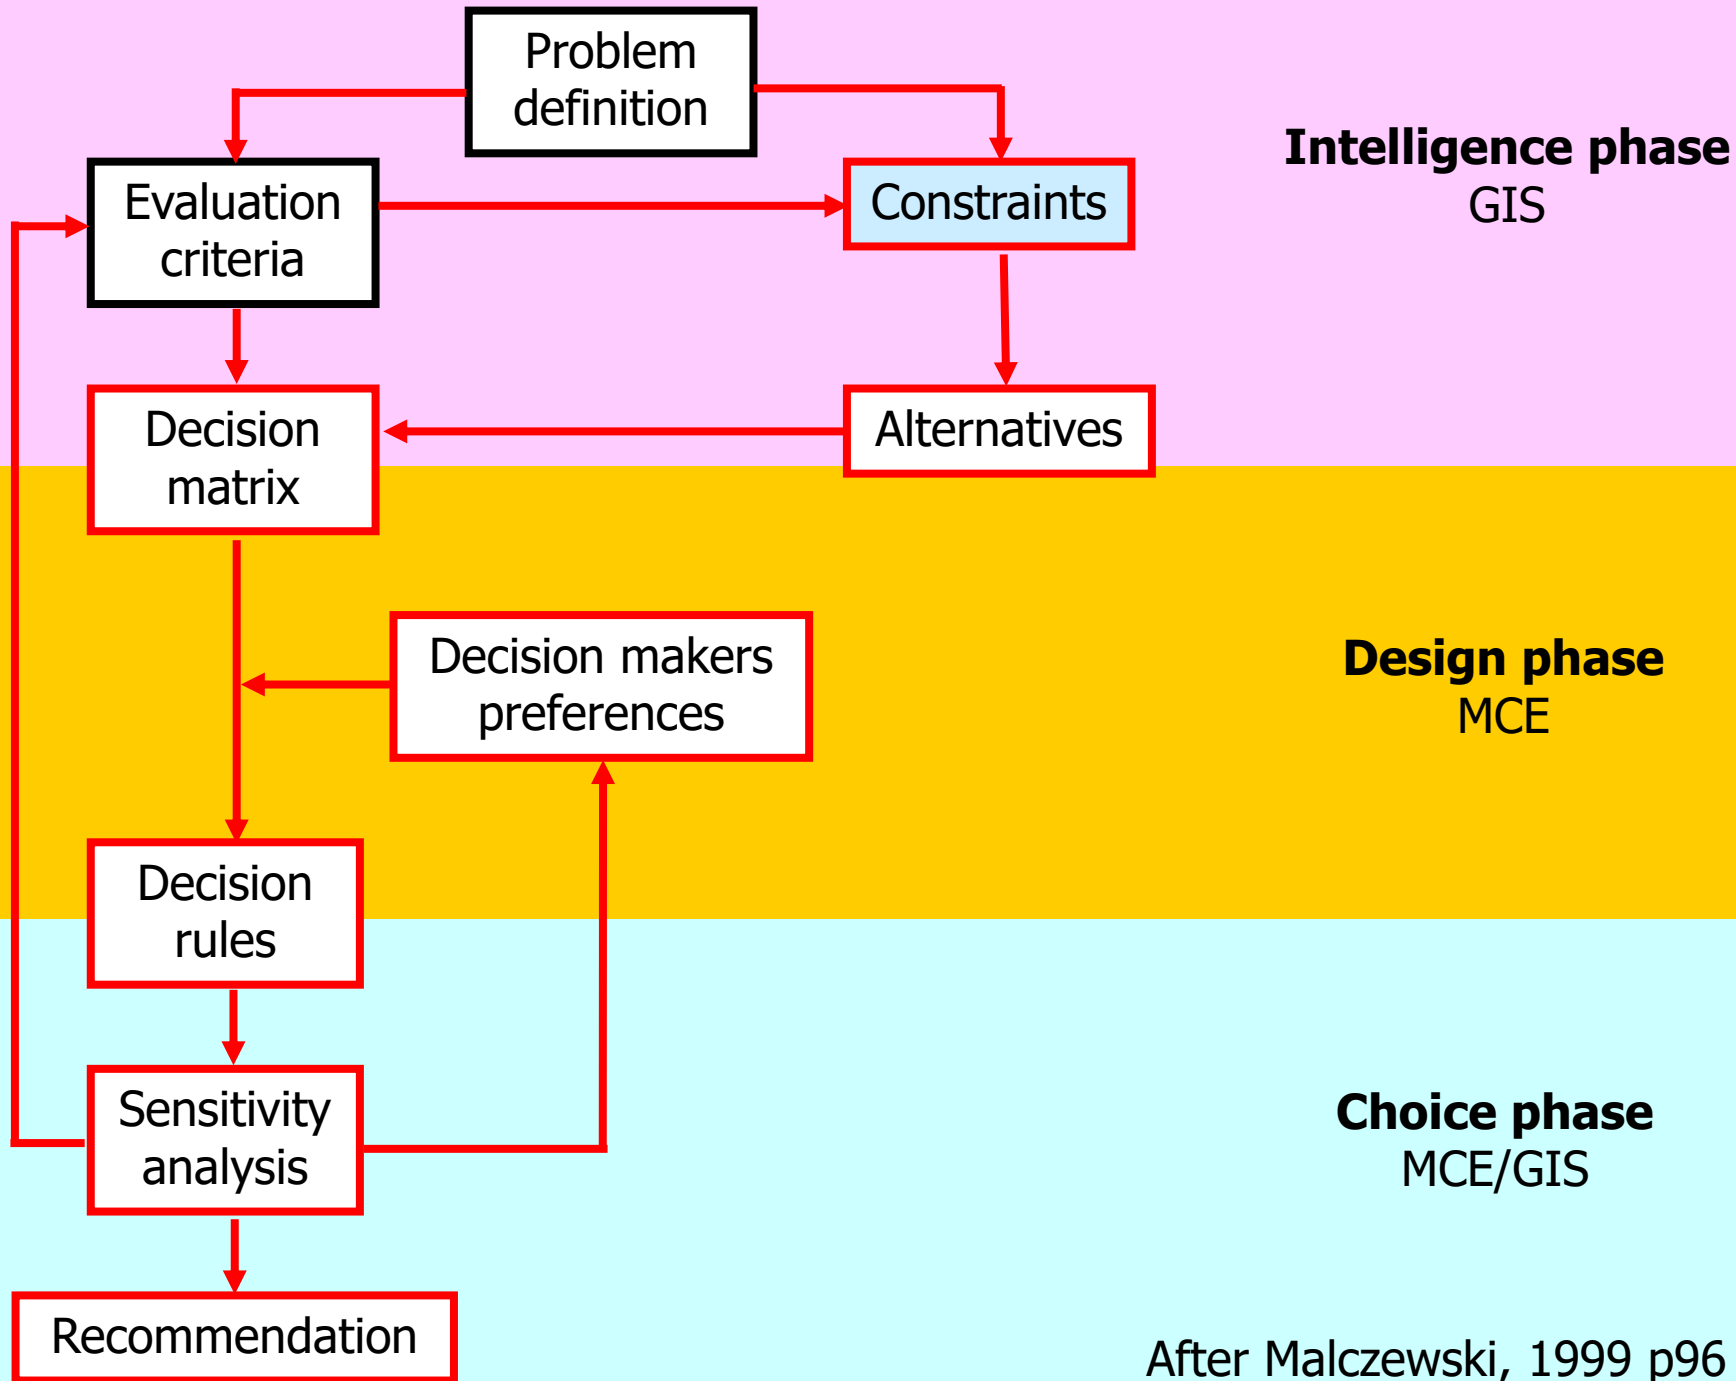 Problem
definition
Intelligence phase
GIS
Evaluation
criteria
Constraints
Decision
matrix
Alternatives
Decision makers
preferences
Design phase
MCE
Decision
rules
Sensitivity
analysis
Choice phase
MCE/GIS
Recommendation
After Malczewski, 1999 p96